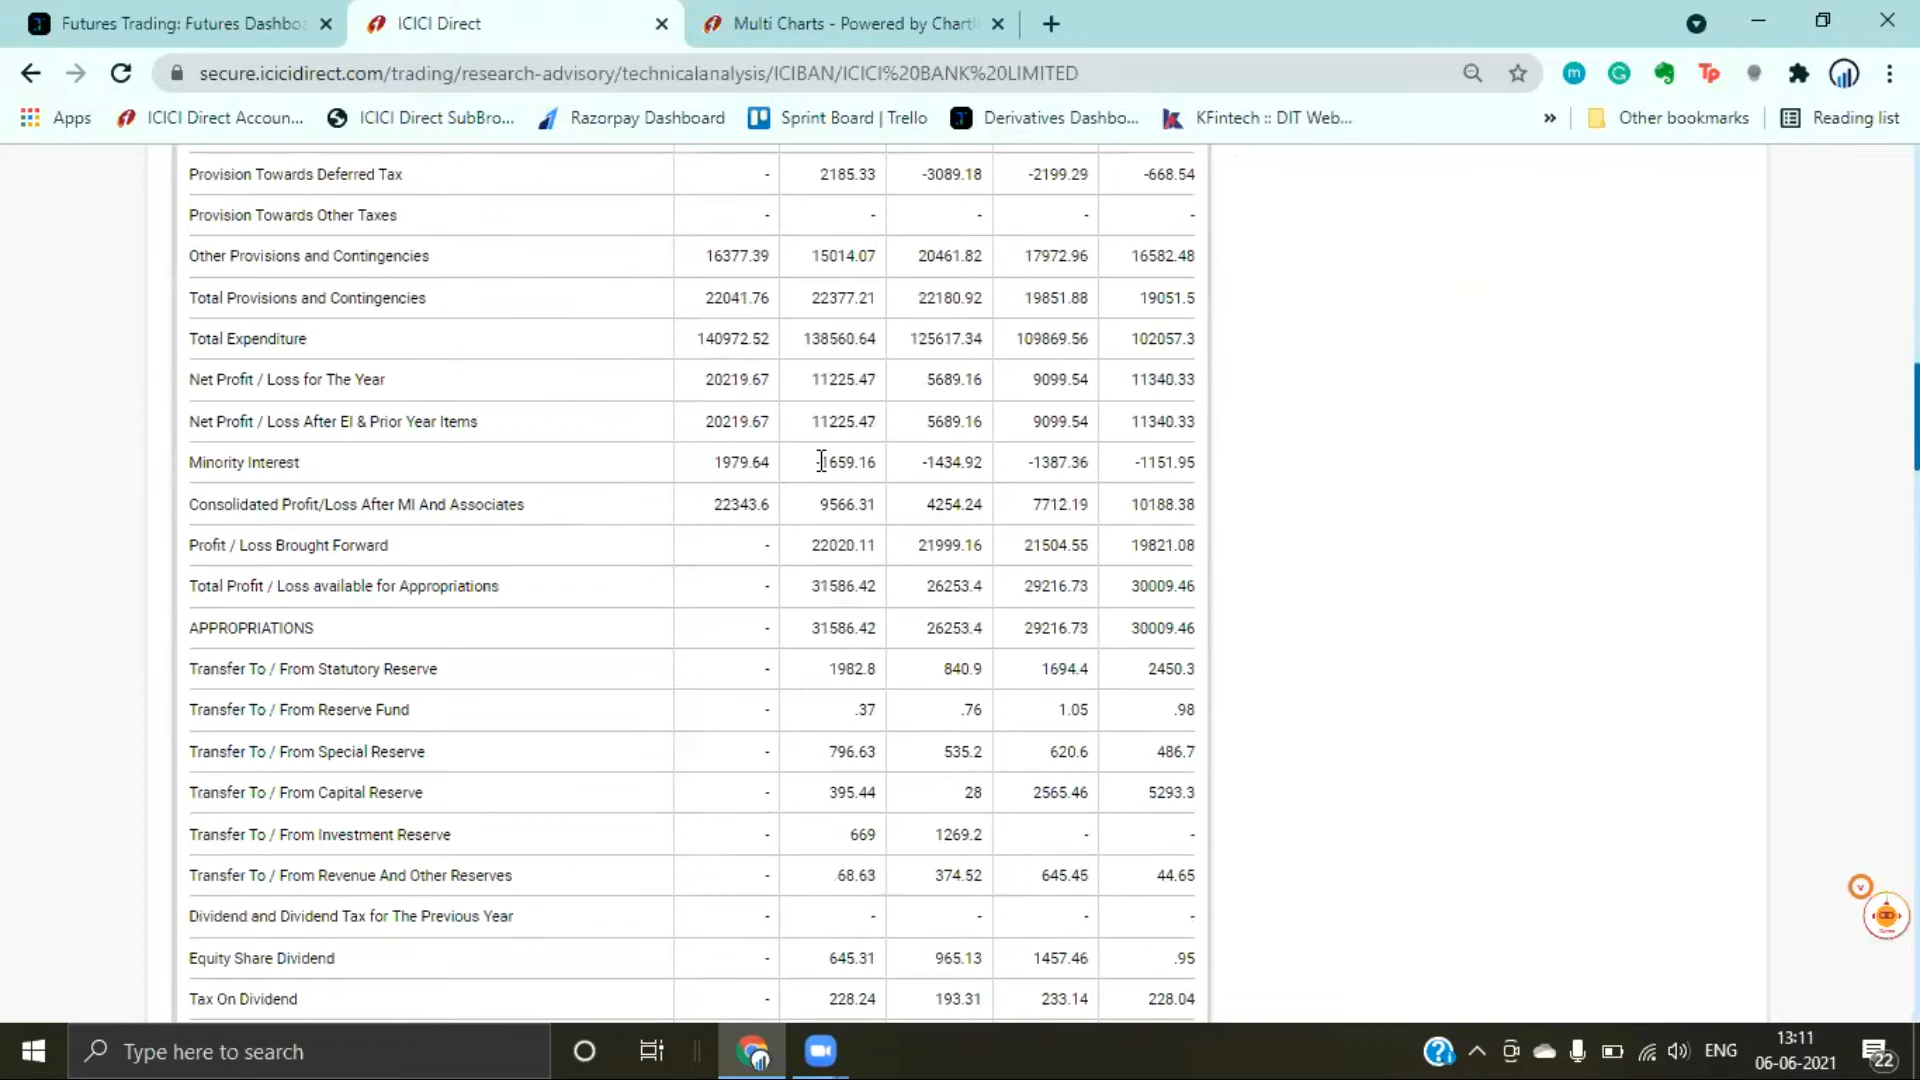 Futures Trading: Futures Dashbo
ICICI Direct
Multi Charts - Powered by Chart
secure.icicidirect.com/trading/research-advisory/technicalanalysis/ICIBAN/ICICI%20BANK%20LIMITED
Apps ICICI Direct Accoun... ICICI Direct SubBro... Razorpay Dashboard Sprint Board | Trello Derivatives Dashbo... KFintech :: DIT Web... » Other bookmarks Reading list
Provision Towards Deferred Tax - 2185.33 -3089.18 -2199.29 -668.54
Provision Towards Other Taxes - - - - -
Other Provisions and Contingencies 16377.39 15014.07 20461.82 17972.96 16582.48
Total Provisions and Contingencies 22041.76 22377.21 22180.92 19851.88 19051.5
Total Expenditure 140972.52 138560.64 125617.34 109869.56 102057.3
Net Profit / Loss for The Year 20219.67 11225.47 5689.16 9099.54 11340.33
Net Profit / Loss After EI & Prior Year Items 20219.67 11225.47 5689.16 9099.54 11340.33
Minority Interest 1979.64 -1659.16 -1434.92 -1387.36 -1151.95
Consolidated Profit/Loss After MI And Associates 22343.6 9566.31 4254.24 7712.19 10188.38
Profit / Loss Brought Forward - 22020.11 21999.16 21504.55 19821.08
Total Profit / Loss available for Appropriations - 31586.42 26253.4 29216.73 30009.46
APPROPRIATIONS - 31586.42 26253.4 29216.73 30009.46
Transfer To / From Statutory Reserve - 1982.8 840.9 1694.4 2450.3
Transfer To / From Reserve Fund - .37 .76 1.05 .98
Transfer To / From Special Reserve - 796.63 535.2 620.6 486.7
Transfer To / From Capital Reserve - 395.44 28 2565.46 5293.3
Transfer To / From Investment Reserve - 669 1269.2 - -
Transfer To / From Revenue And Other Reserves - 68.63 374.52 645.45 44.65
Dividend and Dividend Tax for The Previous Year - - - - -
Equity Share Dividend - 645.31 965.13 1457.46 .95
Tax On Dividend - 228.24 193.31 233.14 228.04
Type here to search
ENG
13:11
06-06-2021
22